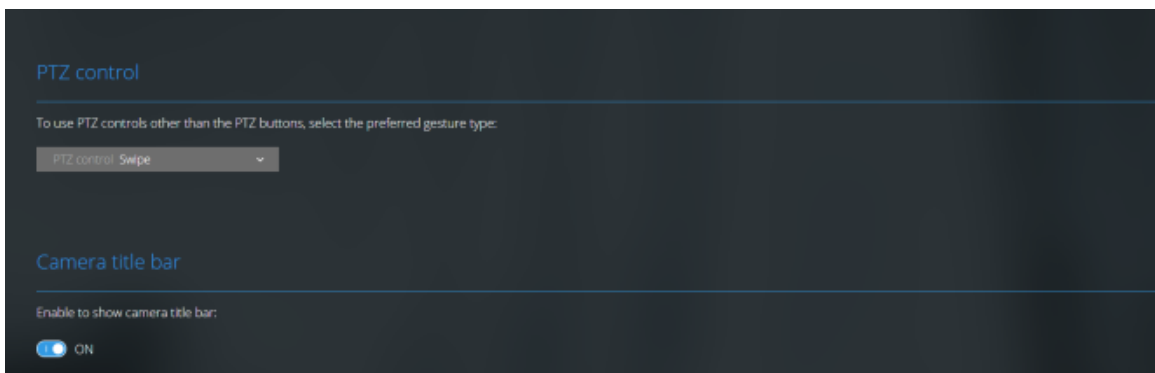 PTZ control
To use PTZ controls other than the PTZ buttons, select the preferred gesture type:
PTZ control Swipe
Camera title bar
Enable to show camera title bar:
ON